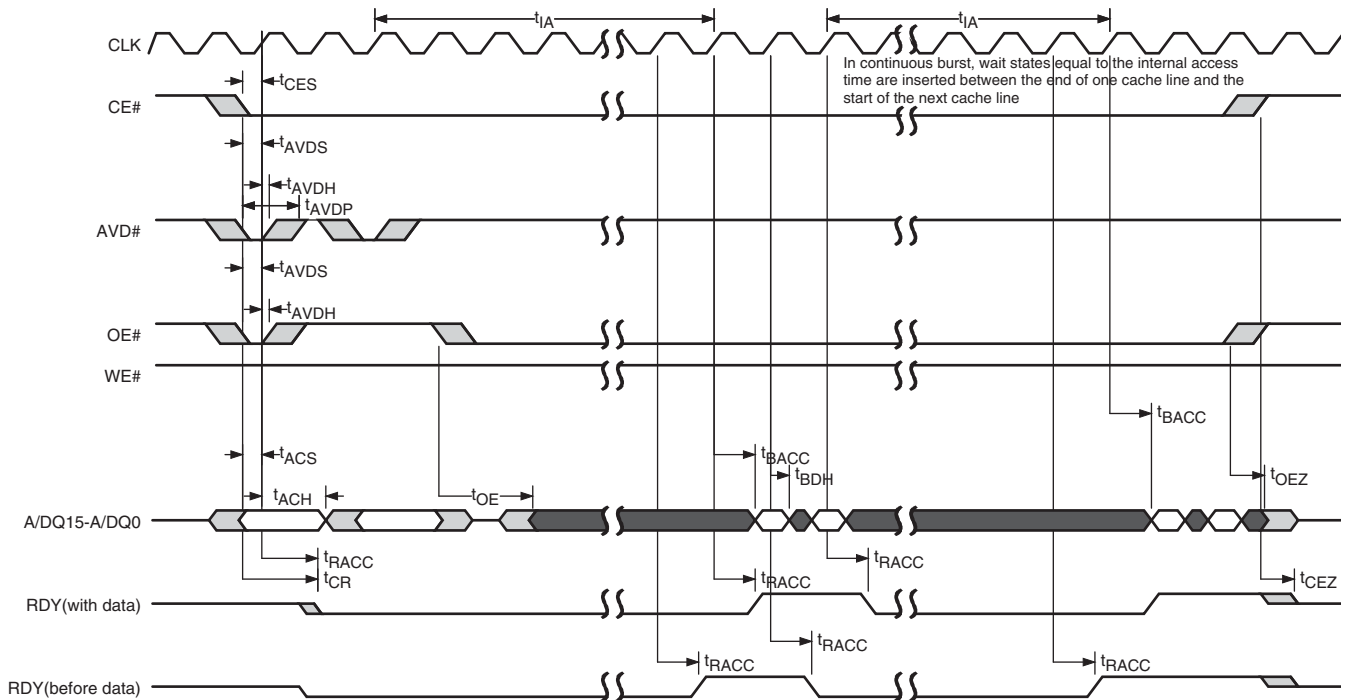 tIA
tIA
CLK
In continuous burst, wait states equal to the internal access
time are inserted between the end of one cache line and the
start of the next cache line
tCES
CE#
tAVDS
tAVDH
tAVDP
AVD#
tAVDS
tAVDH
OE#
WE#
tBACC
tACS
tBACC
tBDH
tOEZ
tACH
tOE
A/DQ15-A/DQ0
tRACC
tRACC
tCR
tRACC
tCEZ
RDY(with data)
tRACC
tRACC
tRACC
RDY(before data)